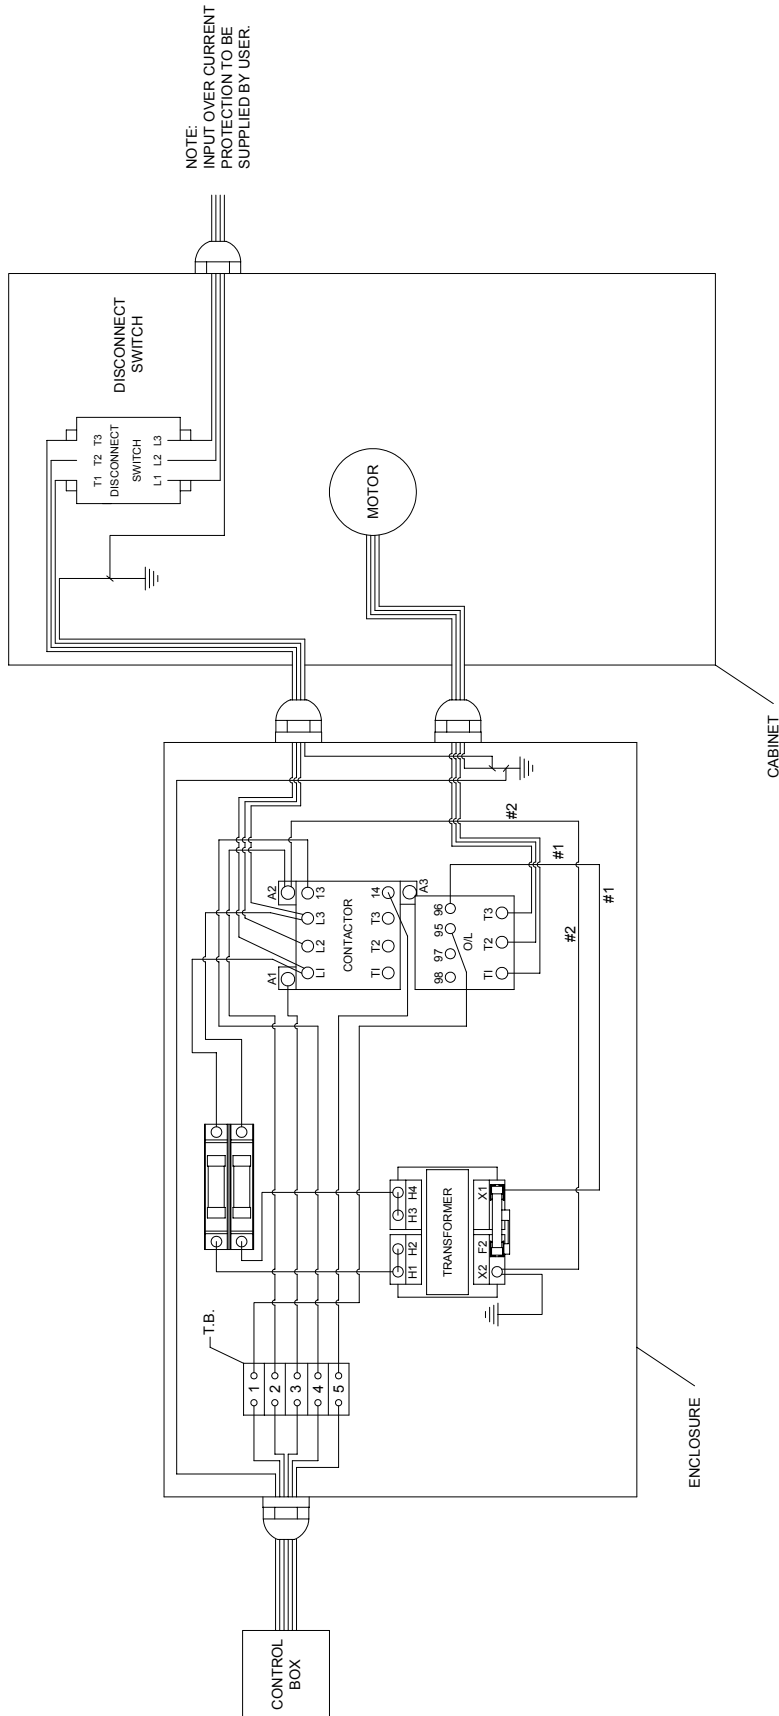 NOTE:
INPUT OVER CURRENT
PROTECTION TO BE
SUPPLIED BY USER.
DISCONNECT
SWITCH
T1 T2 T3
DISCONNECT
SWITCH
L1 L2 L3
MOTOR
CABINET
#2
#1
#2
#1
A1
A2
LI
L2
L3
13
CONTACTOR
TI
T2
T3
14
A3
98
97
95
96
O/L
TI
T2
T3
H1
H2
H3
H4
TRANSFORMER
X2
F2
X1
T.B.
1
2
3
4
5
ENCLOSURE
CONTROL
BOX